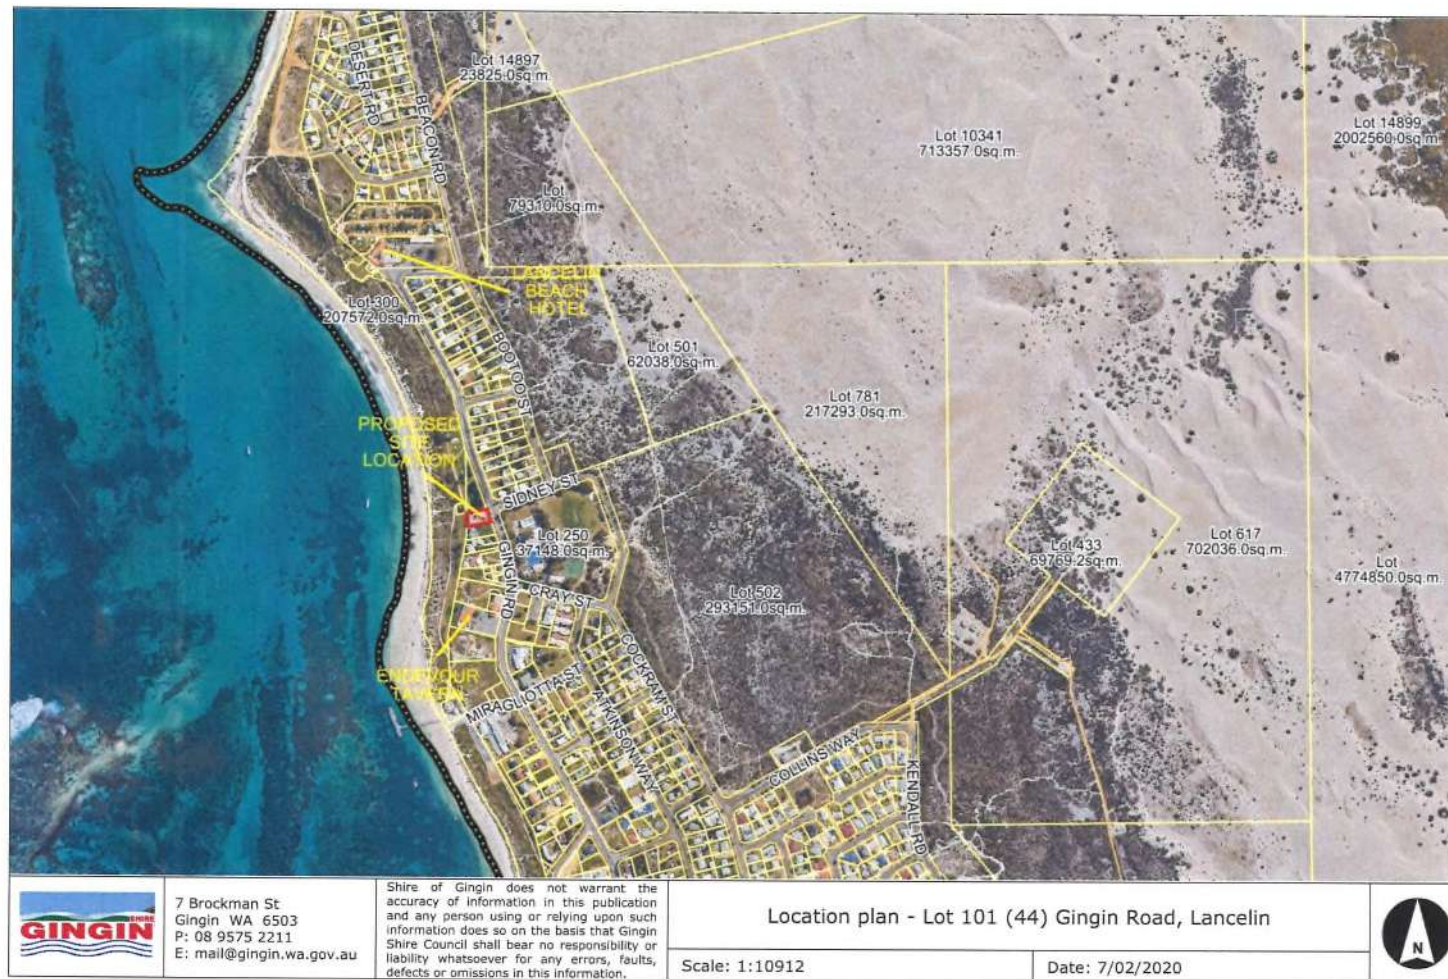 Lot 14897
23825.0sq.m.
DESERT RD
BEACON RD
Lot 10341
713357.0sq.m.
Lot 14899
2002560.0sq.m.
Lot
79310.0sq.m.
LANCELIN
BEACH
HOTEL
Lot 300
207572.0sq.m.
BOOTOO ST
Lot 501
62038.0sq.m.
Lot 781
217293.0sq.m.
PROPOSED
SITE
LOCATION
SIDNEY ST
Lot 250
37148.0sq.m.
GINGIN RD
CRAY ST
Lot 433
69769.2sq.m.
Lot 617
702036.0sq.m.
Lot
4774850.0sq.m.
Lot 502
293151.0sq.m.
COCKRAM ST
ENDEVOUR
TAVERN
MIRAGLIOTTA ST
ATKINSON WAY
COLLINS WAY
KENDALL RD
SHIRE
GINGIN
7 Brockman St
Gingin WA 6503
P: 08 9575 2211
E: mail@gingin.wa.gov.au
Shire of Gingin does not warrant the
accuracy of information in this publication
and any person using or relying upon such
information does so on the basis that Gingin
Shire Council shall bear no responsibility or
liability whatsoever for any errors, faults,
defects or omissions in this information.
Location plan - Lot 101 (44) Gingin Road, Lancelin
Scale: 1:10912
Date: 7/02/2020
N